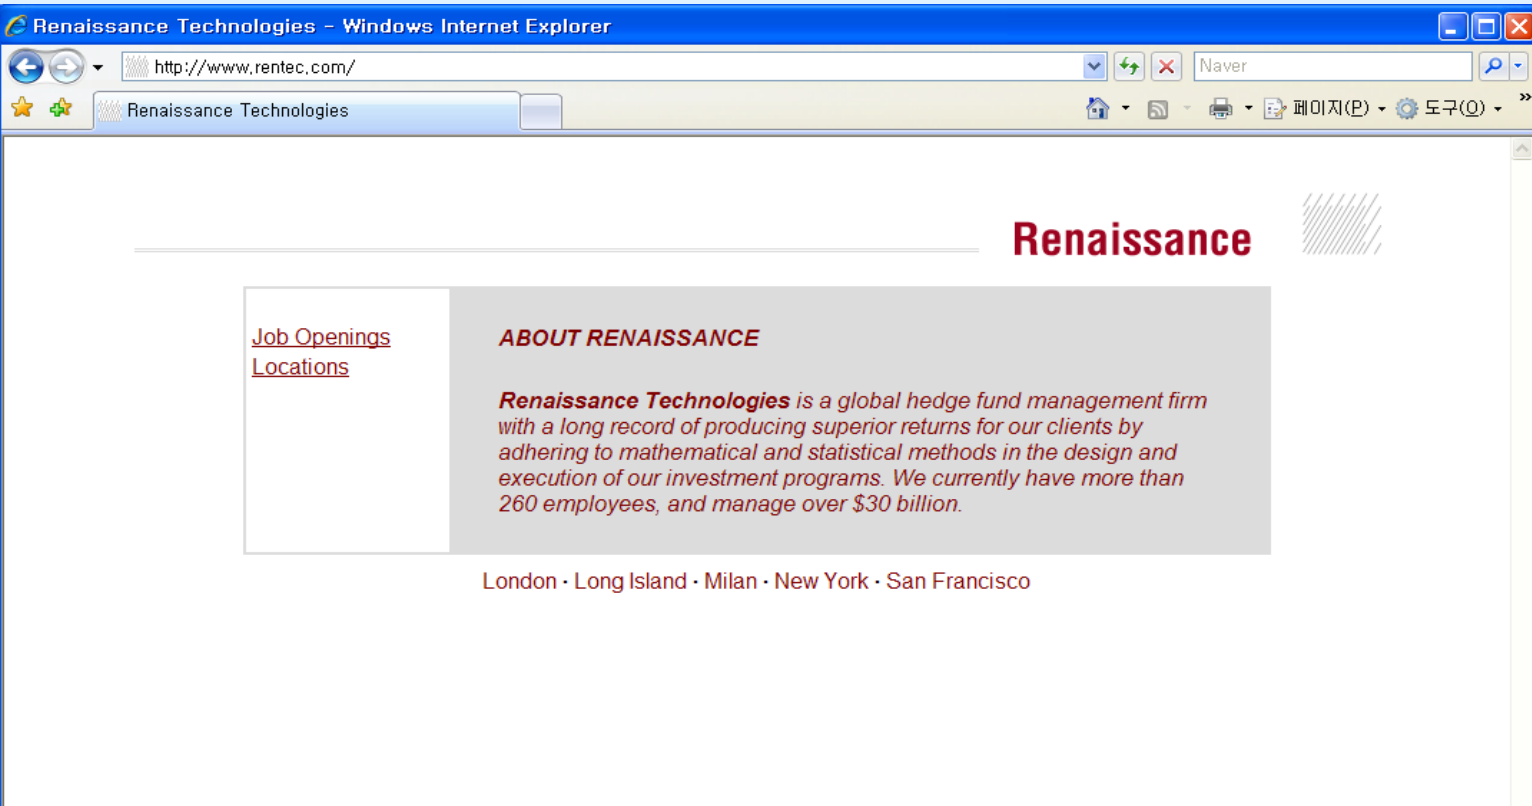 Renaissance Technologies - Windows Internet Explorer
http://www.rentec.com/
Naver
Renaissance Technologies
페이지(P)
도구(O)
»
Renaissance
Job Openings
Locations
ABOUT RENAISSANCE
Renaissance Technologies is a global hedge fund management firm
with a long record of producing superior returns for our clients by
adhering to mathematical and statistical methods in the design and
execution of our investment programs. We currently have more than
260 employees, and manage over $30 billion.
London · Long Island · Milan · New York · San Francisco